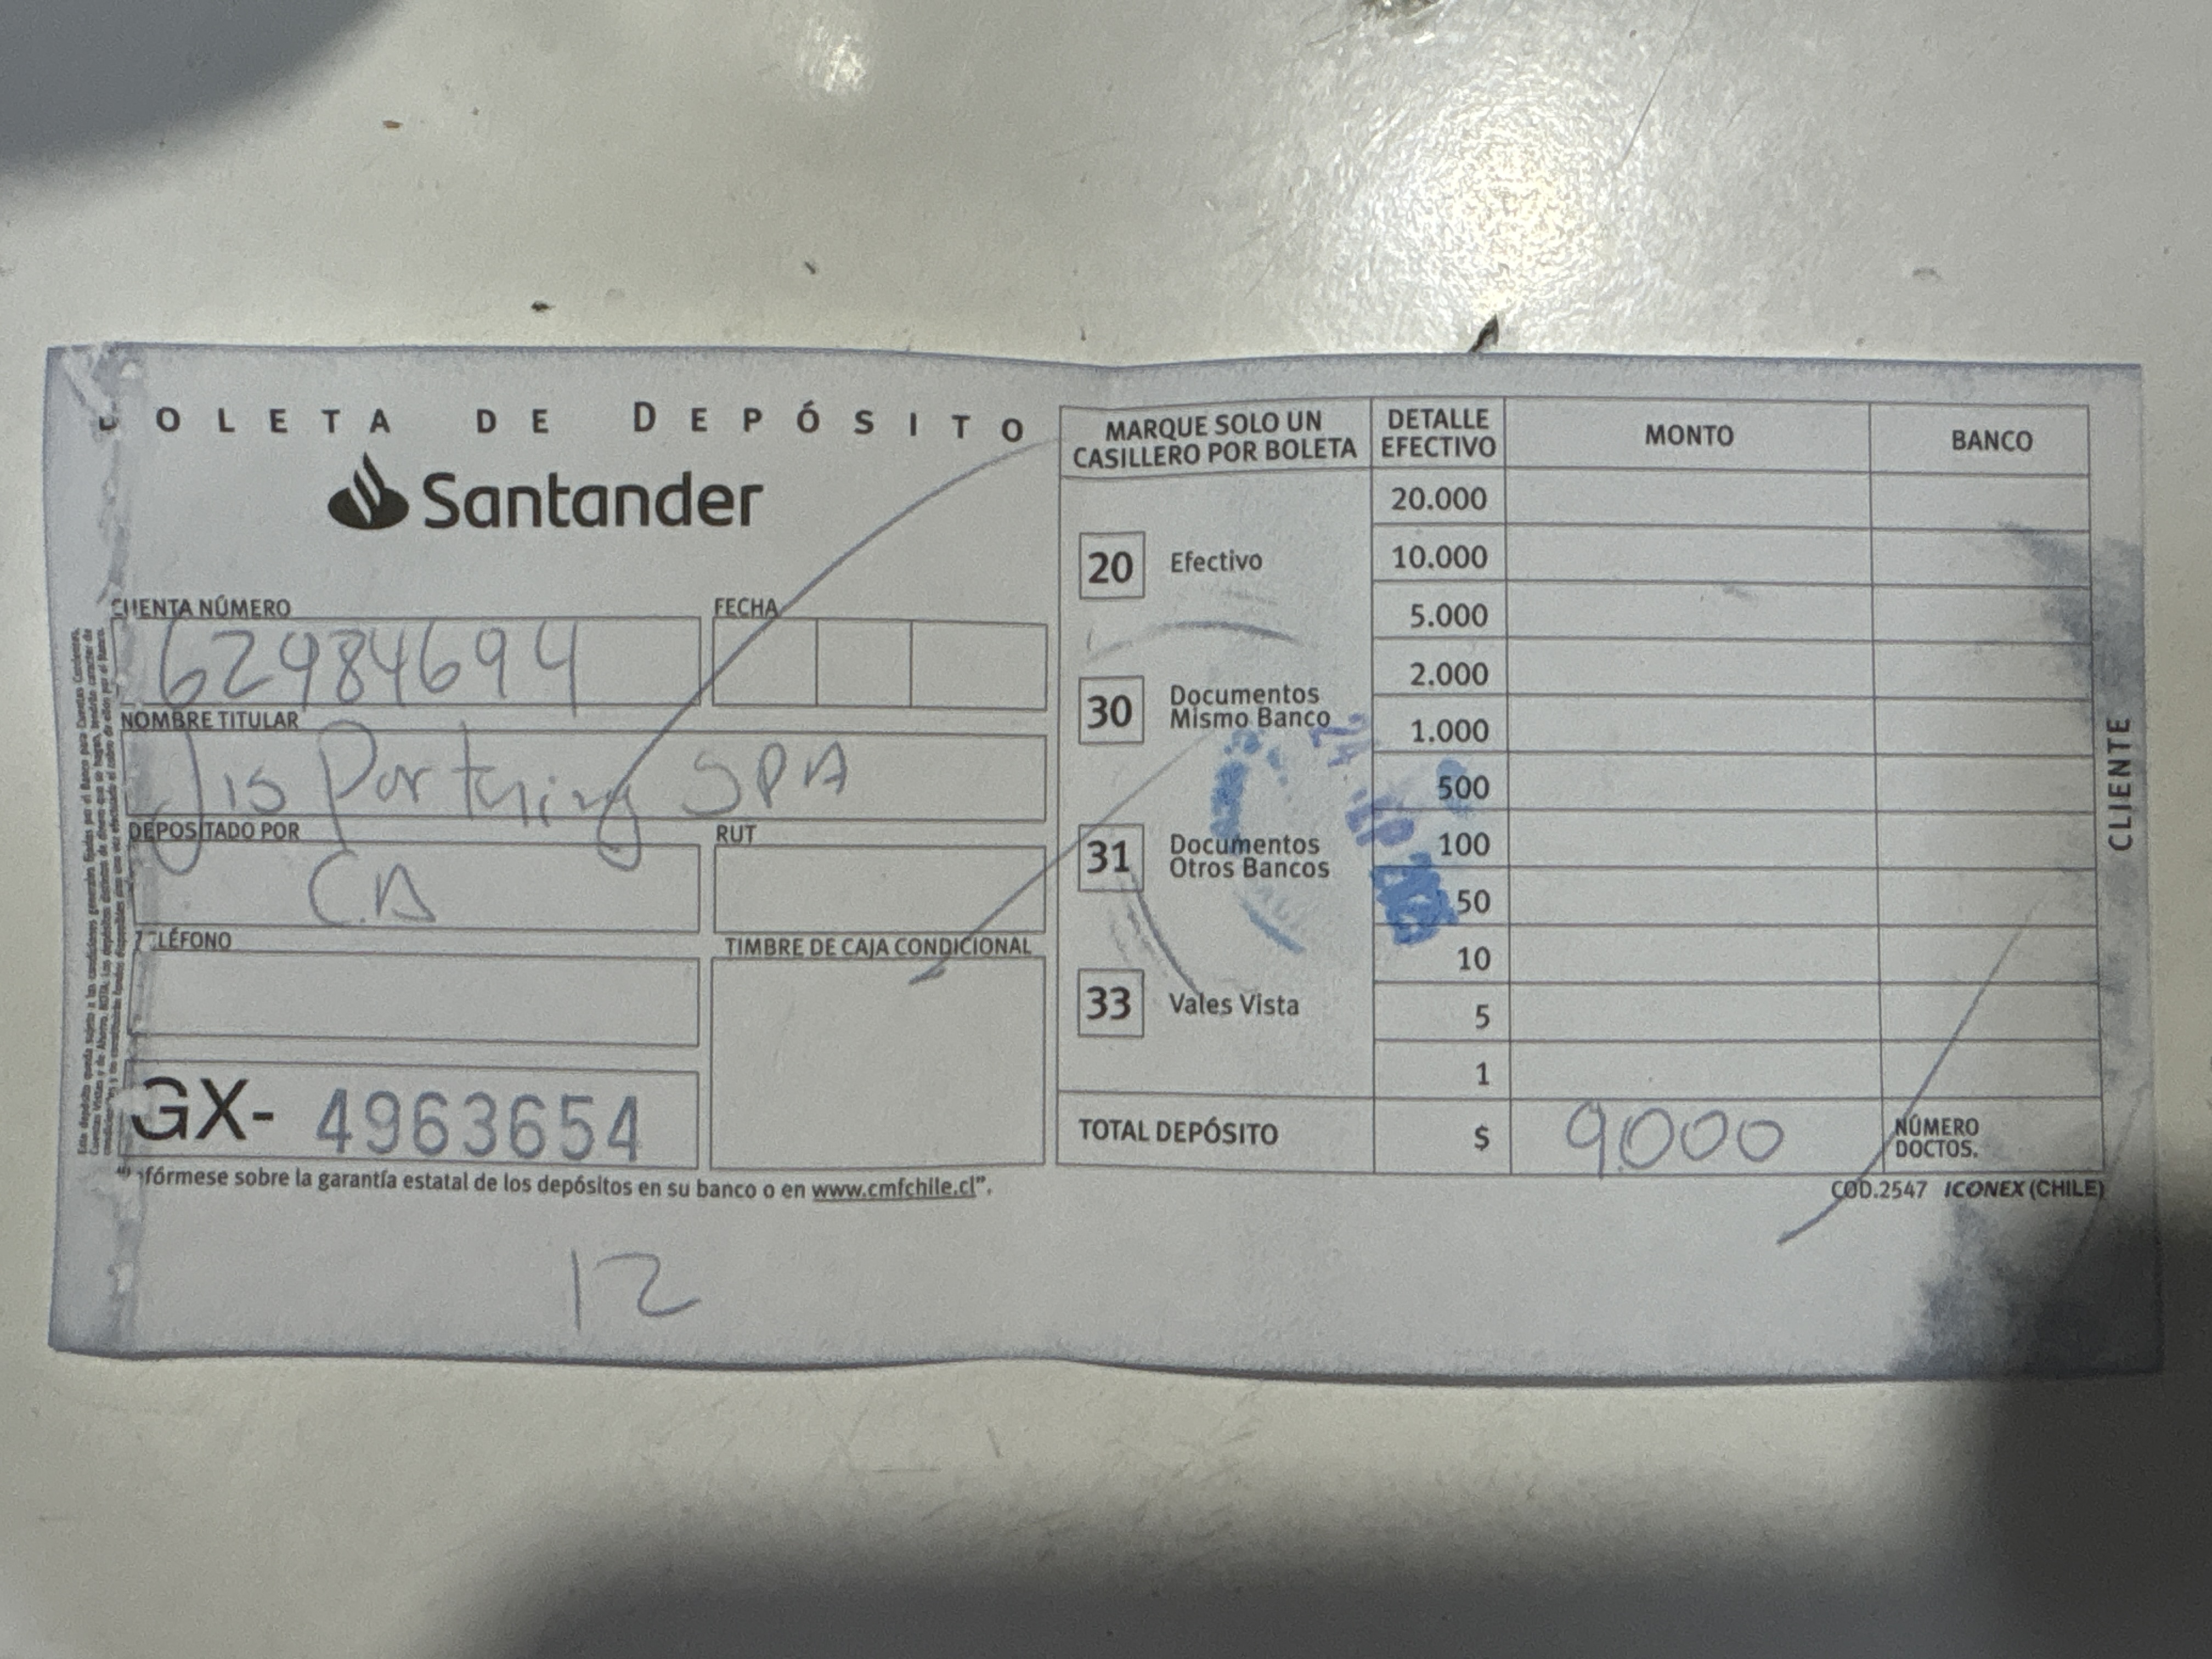 OLETA DE DEPÓSITO
Santander
CUENTA NÚMERO
62984694
FECHA
NOMBRE TITULAR
Jis Partening SPA
DEPOSITADO POR
C.A
RUT
TELÉFONO
TIMBRE DE CAJA CONDICIONAL
GX- 4963654
fórmese sobre la garantía estatal de los depósitos en su banco o en www.cmfchile.cl”.
12
MARQUE SOLO UN
CASILLERO POR BOLETA
20 Efectivo
30 Documentos
Mismo Banco
31 Documentos
Otros Bancos
33 Vales Vista
DETALLE
EFECTIVO
MONTO
BANCO
20.000
10.000
5.000
2.000
1.000
500
100
50
10
5
1
TOTAL DEPÓSITO $ 9000
NÚMERO
DOCTOS.
COD.2547 ICONEX (CHILE)
CLIENTE